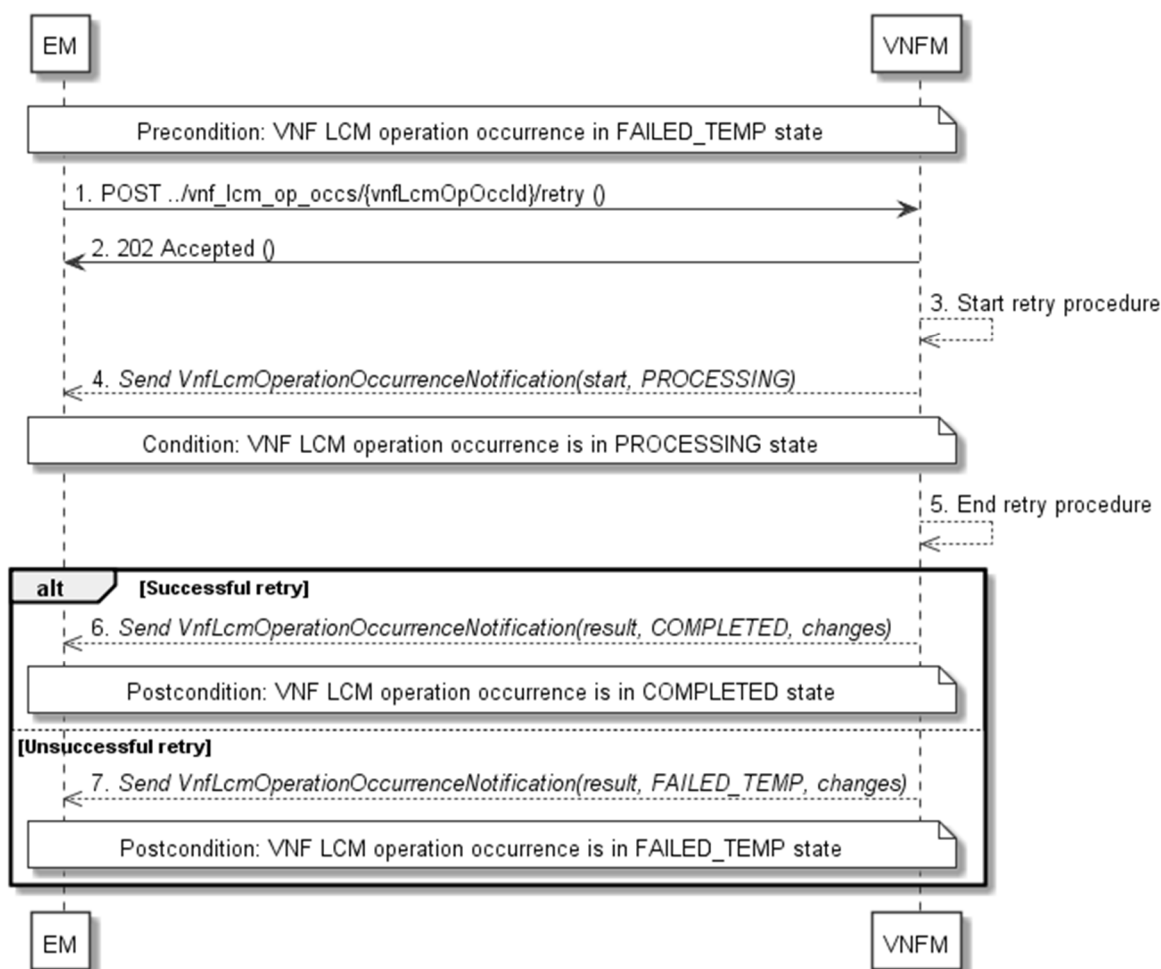 EM VNFM
Precondition: VNF LCM operation occurrence in FAILED_TEMP state
1. POST ../vnf_lcm_op_occs/{vnfLcmOpOccId}/retry ()
2. 202 Accepted ()
3. Start retry procedure
4. Send VnfLcmOperationOccurrenceNotification(start, PROCESSING)
Condition: VNF LCM operation occurrence is in PROCESSING state
5. End retry procedure
alt [Successful retry]
6. Send VnfLcmOperationOccurrenceNotification(result, COMPLETED, changes)
Postcondition: VNF LCM operation occurrence is in COMPLETED state
[Unsuccessful retry]
7. Send VnfLcmOperationOccurrenceNotification(result, FAILED_TEMP, changes)
Postcondition: VNF LCM operation occurrence is in FAILED_TEMP state
EM VNFM